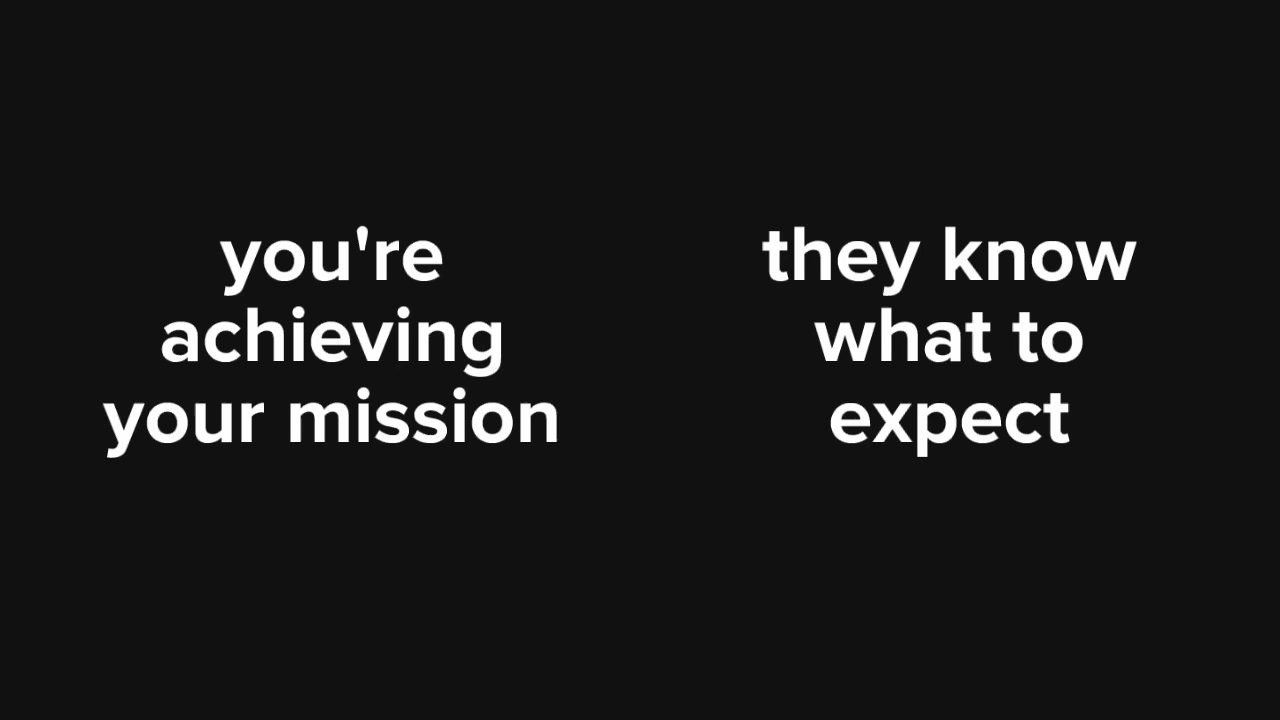 you're
achieving
your mission
they know
what to
expect